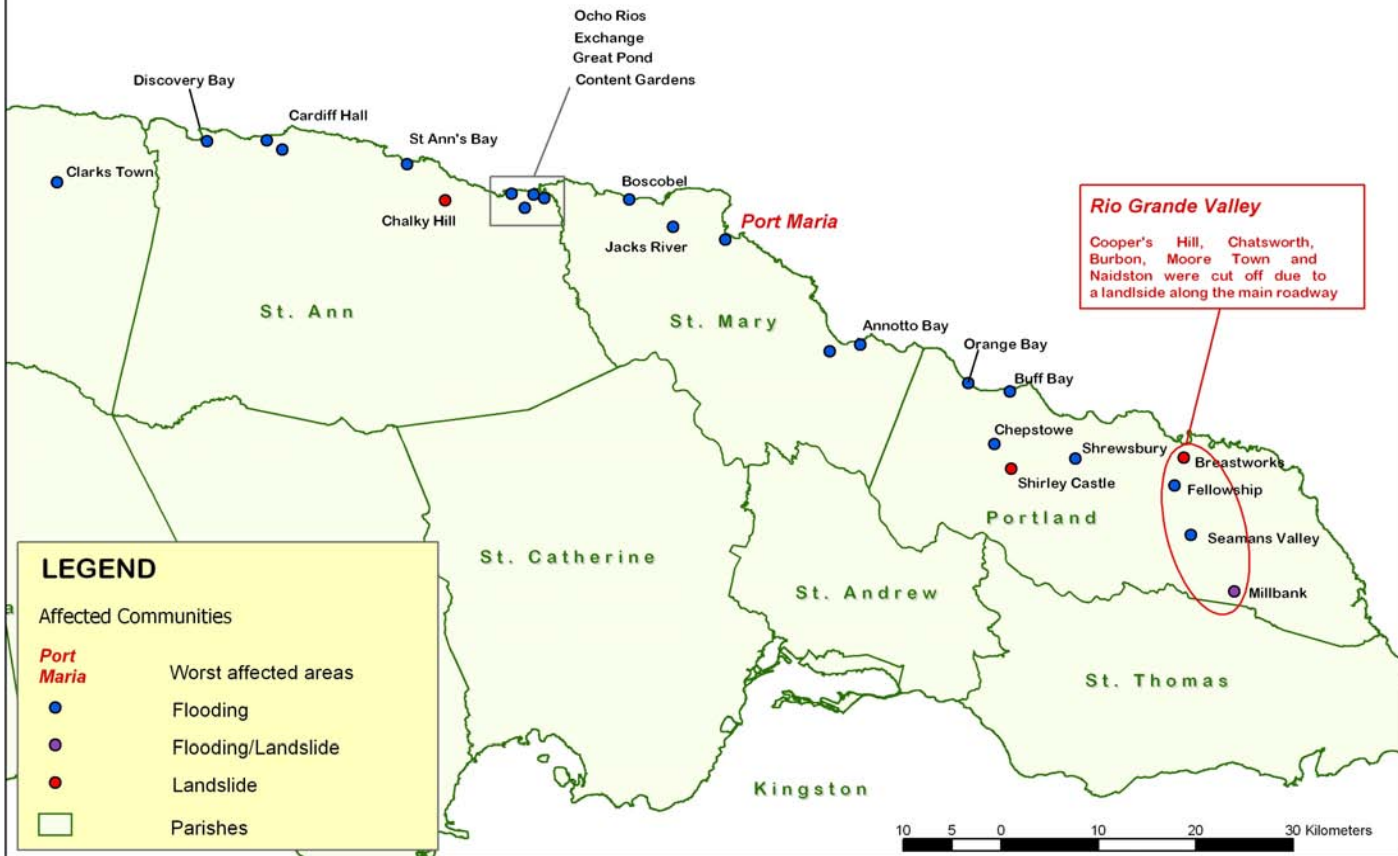 Ocho Rios
Exchange
Great Pond
Content Gardens
Discovery Bay
Cardiff Hall
St Ann's Bay
Clarks Town
Chalky Hill
Boscobel
Jacks River
Port Maria
Rio Grande Valley
Cooper's Hill, Chatsworth,
Burbon, Moore Town and
Naidston were cut off due to
a landlside along the main roadway
St. Ann
St. Mary
Annotto Bay
Orange Bay
Buff Bay
Chepstowe
Shrewsbury
Breastworks
Shirley Castle
Fellowship
Portland
Seamans Valley
Millbank
St. Catherine
St. Andrew
St. Thomas
Kingston
a
LEGEND
Affected Communities
Port
Maria
Worst affected areas
Flooding
Flooding/Landslide
Landslide
Parishes
10 5 0 10 20 30 Kilometers